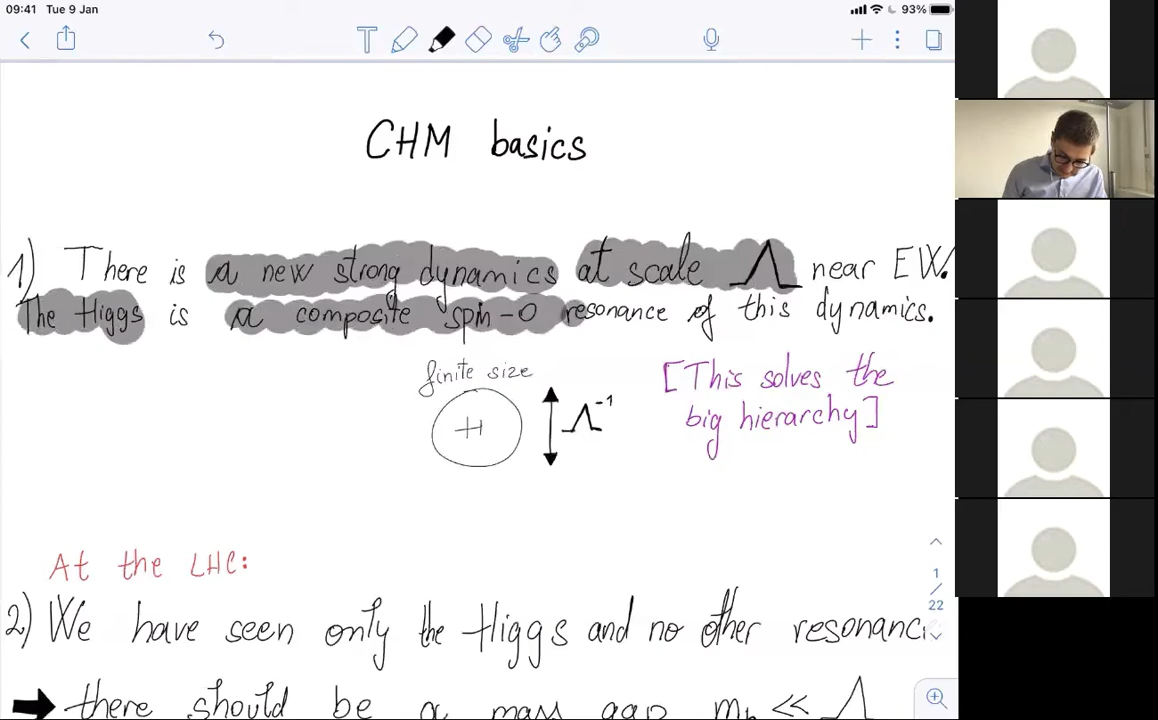 09:41 Tue 9 Jan
93%
CHM basics
1) There is a new strong dynamics at scale Λ near EW.
The Higgs is a composite spin-0 resonance of this dynamics.
finite size
H
Λ⁻¹
[This solves the
big hierarchy]
At the LHC:
2) We have seen only the Higgs and no other resonance
➡ there should be a mass gap m_h << Λ
1
/
22